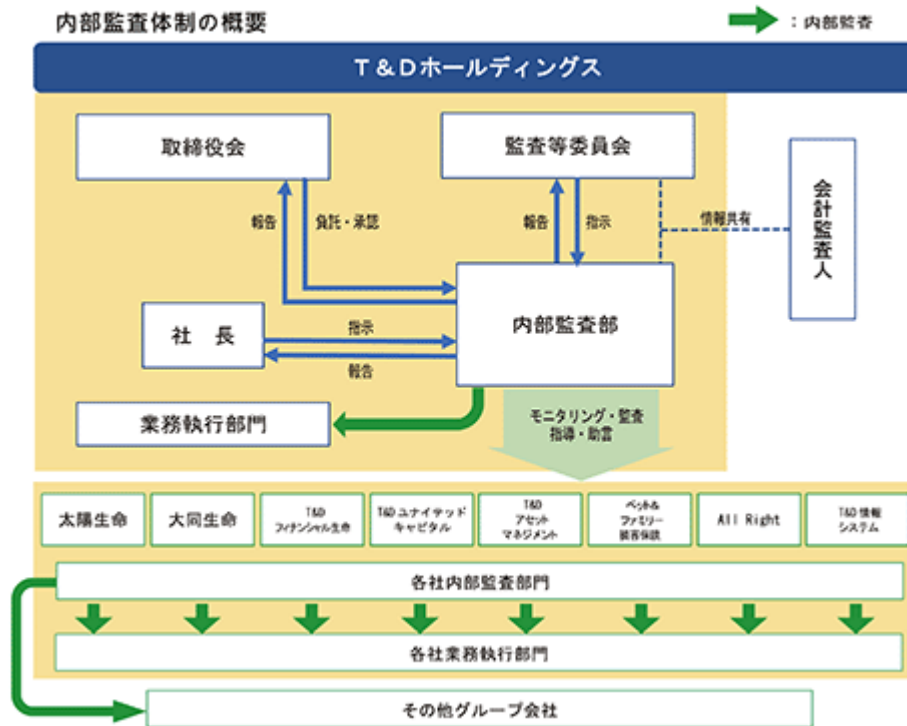 内部監査体制の概要
：内部監査
T＆Dホールディングス
取締役会
監査等委員会
会計監査人
報告
負託・承認
報告
指示
情報共有
内部監査部
社　長
指示
報告
業務執行部門
モニタリング・監査
指導・助言
太陽生命
大同生命
T&D
フィナンシャル生命
T&D ユナイテッド
キャピタル
T&D
アセット
マネジメント
ペット&
ファミリー
損害保険
All Right
T&D 情報
システム
各社内部監査部門
各社業務執行部門
その他グループ会社